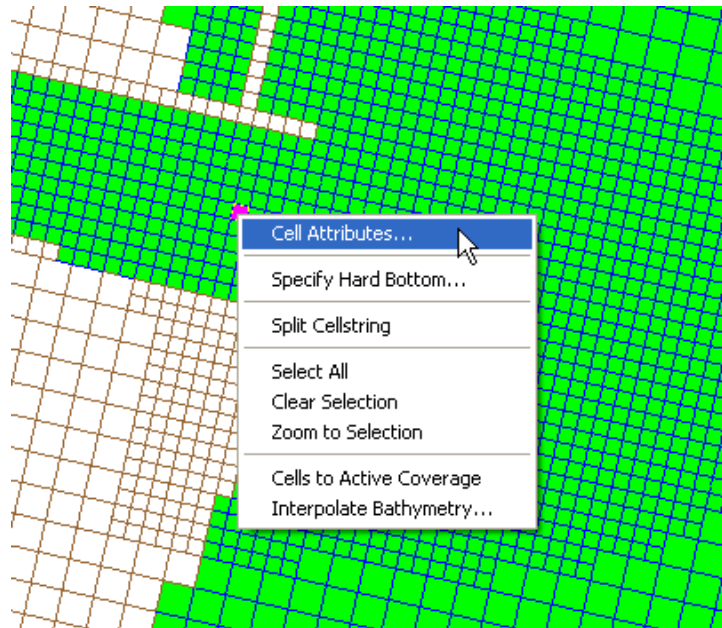 Cell Attributes...
Specify Hard Bottom...
Split Cellstring
Select All
Clear Selection
Zoom to Selection
Cells to Active Coverage
Interpolate Bathymetry...